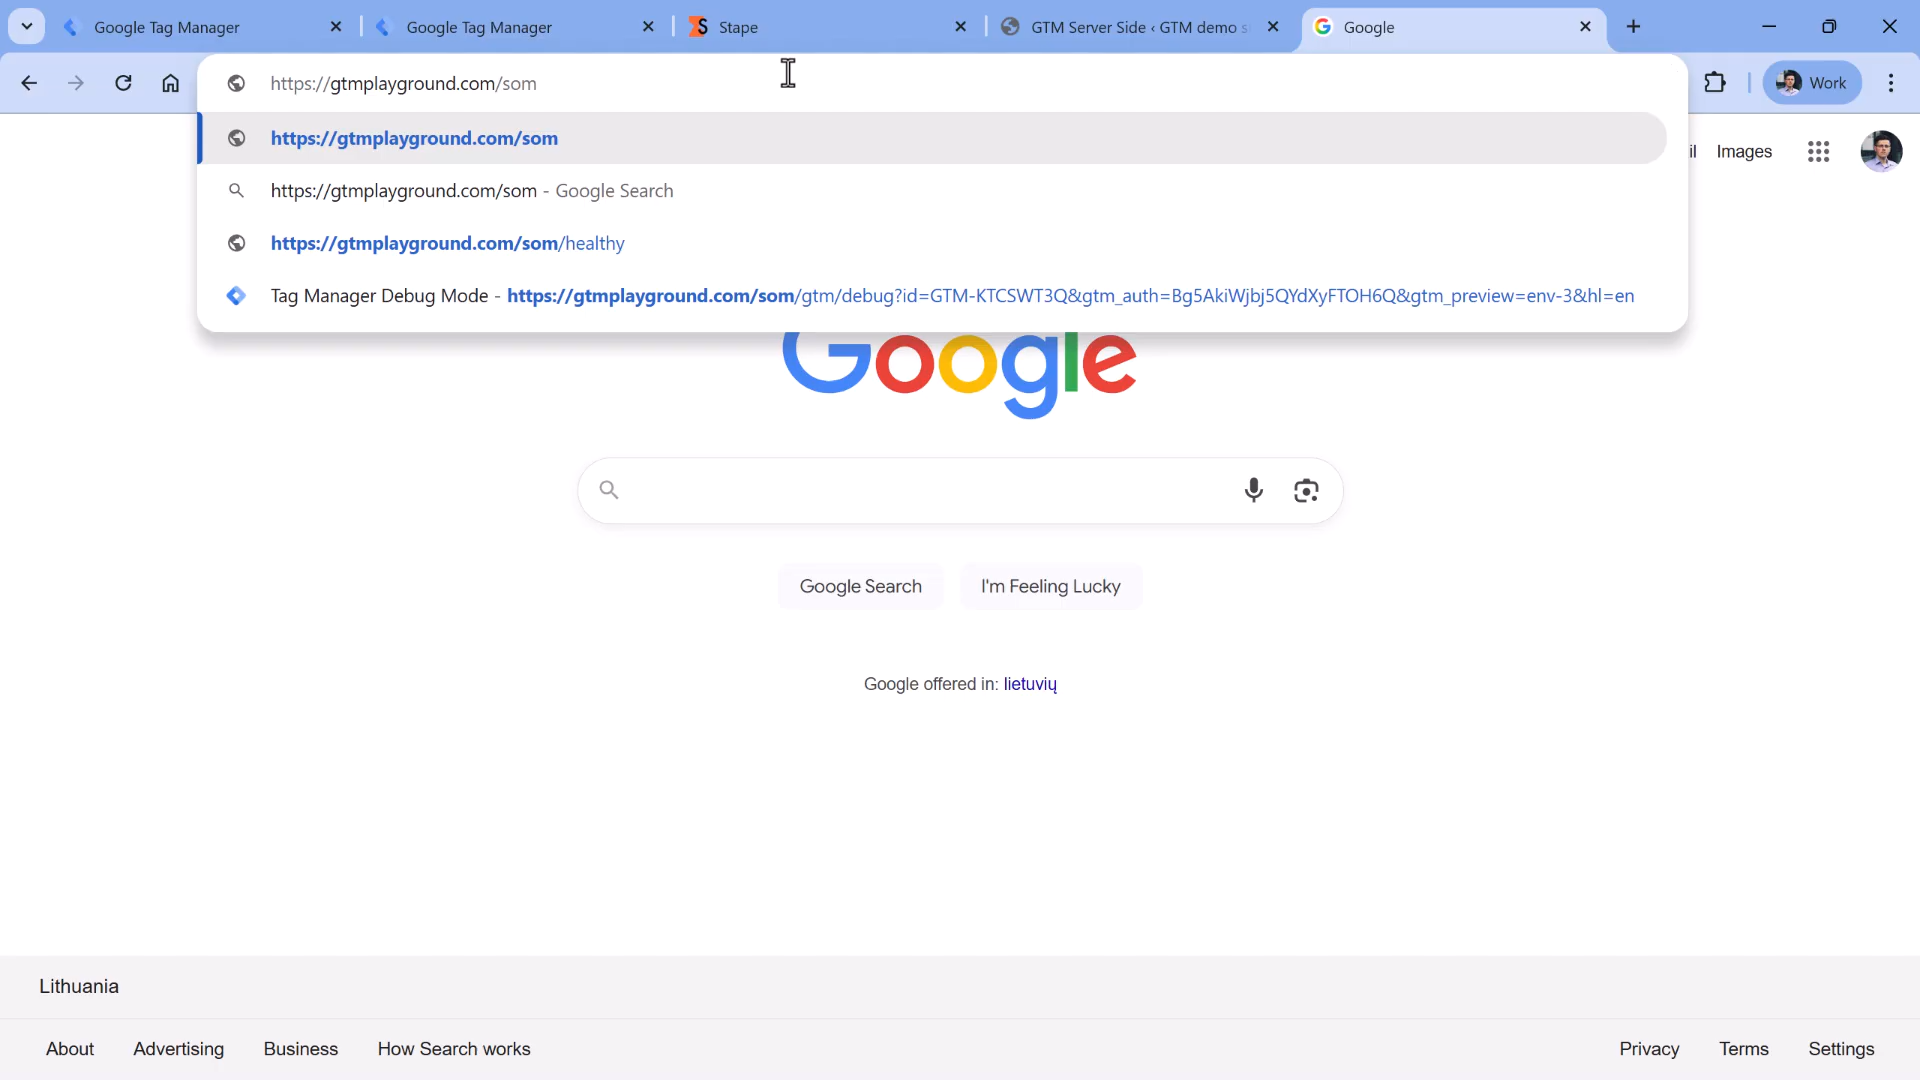 Google Tag Manager
Google Tag Manager
Stape
GTM Server Side ‹ GTM demo s
Google
https://gtmplayground.com/som
Work
https://gtmplayground.com/som
il
Images
https://gtmplayground.com/som - Google Search
https://gtmplayground.com/som/healthy
Tag Manager Debug Mode - https://gtmplayground.com/som/gtm/debug?id=GTM-KTCSWT3Q&gtm_auth=Bg5AkiWjbj5QYdXyFTOH6Q&gtm_preview=env-3&hl=en
Google
Google Search
I'm Feeling Lucky
Google offered in: lietuvių
Lithuania
About
Advertising
Business
How Search works
Privacy
Terms
Settings